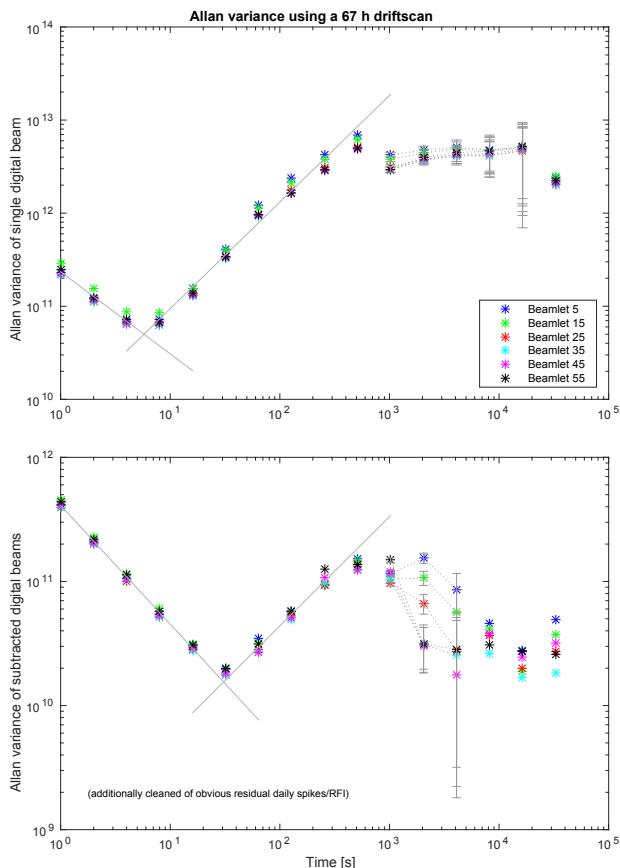 Allan variance using a 67 h driftscan
10^14
10^13
10^12
10^11
10^10
Allan variance of single digital beam
10^0 10^1 10^2 10^3 10^4 10^5
Beamlet 5
Beamlet 15
Beamlet 25
Beamlet 35
Beamlet 45
Beamlet 55
10^12
10^11
10^10
10^9
Allan variance of subtracted digital beams
(additionally cleaned of obvious residual daily spikes/RFI)
10^0 10^1 10^2 10^3 10^4 10^5
Time [s]